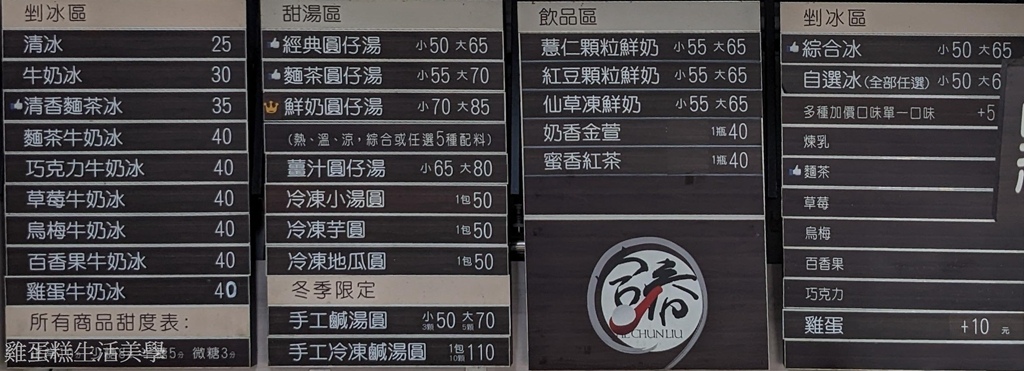 剉冰區
清冰 25
牛奶冰 30
清香麵茶冰 35
麵茶牛奶冰 40
巧克力牛奶冰 40
草莓牛奶冰 40
烏梅牛奶冰 40
百香果牛奶冰 40
雞蛋牛奶冰 40
所有商品甜度表:
5分 微糖3分
雞蛋糕生活美學
甜湯區
經典圓仔湯 小50 大65
麵茶圓仔湯 小55 大70
鮮奶圓仔湯 小70 大85
(熱、溫、涼,綜合或任選5種配料)
薑汁圓仔湯 小65 大80
冷凍小湯圓 1包50
冷凍芋圓 1包50
冷凍地瓜圓 1包50
冬季限定
手工鹹湯圓 小50 大70
3顆 5顆
手工冷凍鹹湯圓 1包110
10顆
飲品區
薏仁顆粒鮮奶 小55 大65
紅豆顆粒鮮奶 小55 大65
仙草凍鮮奶 小55 大65
奶香金萱 1瓶40
蜜香紅茶 1瓶40
CHUN LIU
剉冰區
綜合冰 小50 大65
自選冰(全部任選) 小50 大6
多種加價口味單一口味 +5
煉乳
麵茶
草莓
烏梅
百香果
巧克力
雞蛋 +10 元